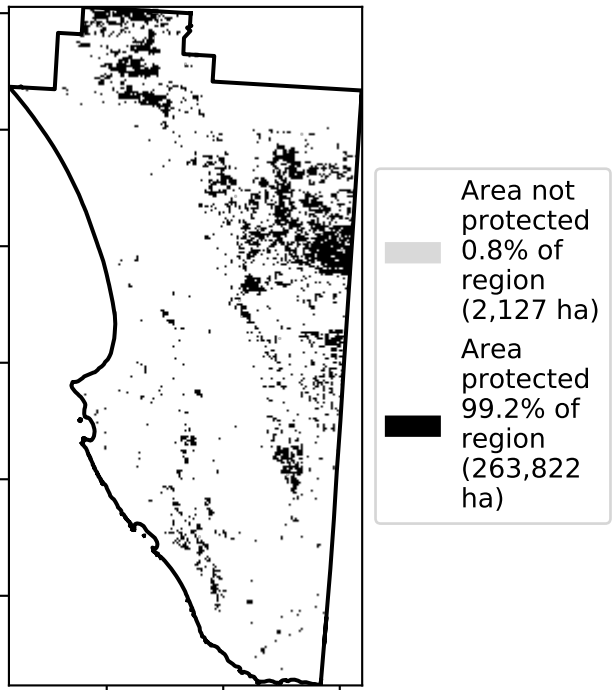 Area not
protected
0.8% of
region
(2,127 ha)
Area
protected
99.2% of
region
(263,822
ha)